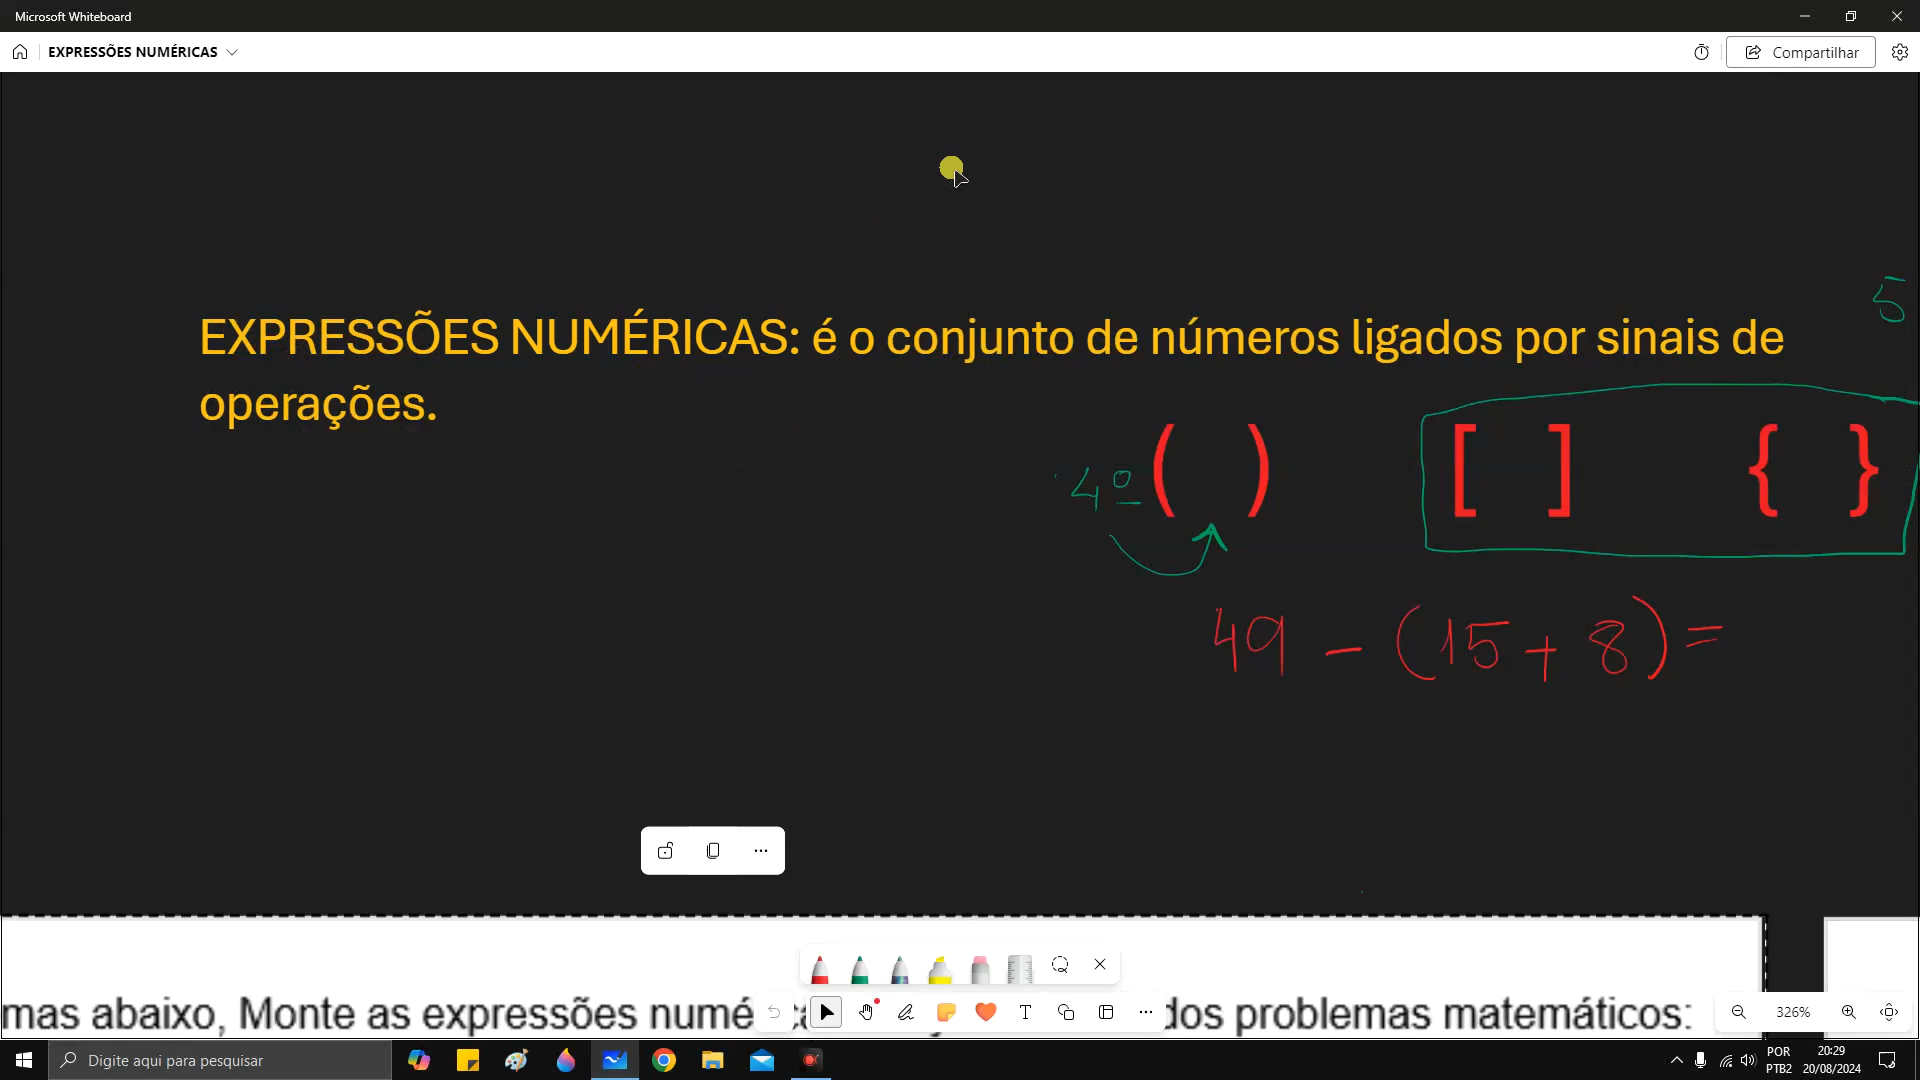 Microsoft Whiteboard
EXPRESSÕES NUMÉRICAS
Compartilhar
5
EXPRESSÕES NUMÉRICAS: é o conjunto de números ligados por sinais de
operações.
4º ( ) [ ] { }
49 - (15 + 8) =
mas abaixo, Monte as expressões numé
dos problemas matemáticos:
326%
Digite aqui para pesquisar
POR
PTB2
20:29
20/08/2024